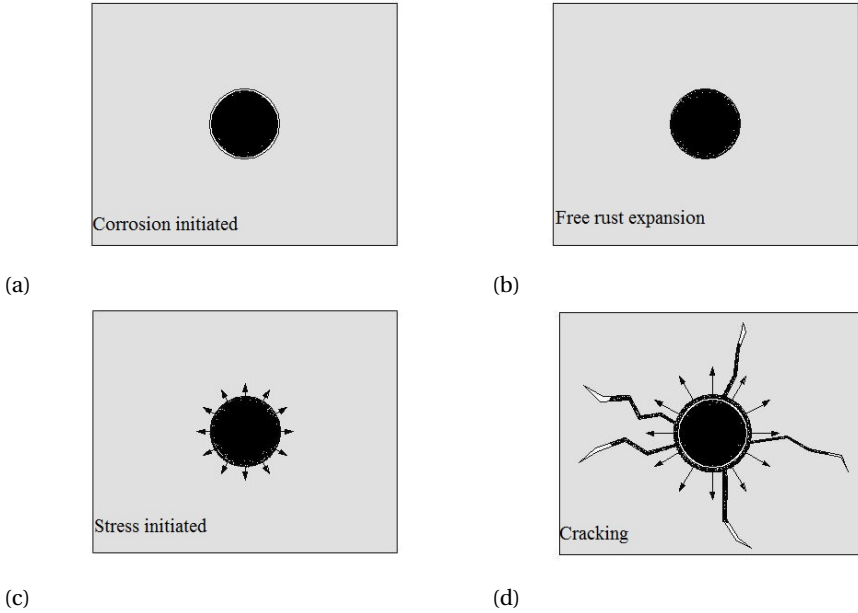 Corrosion initiated
Free rust expansion
(a)
(b)
Stress initiated
Cracking
(c)
(d)